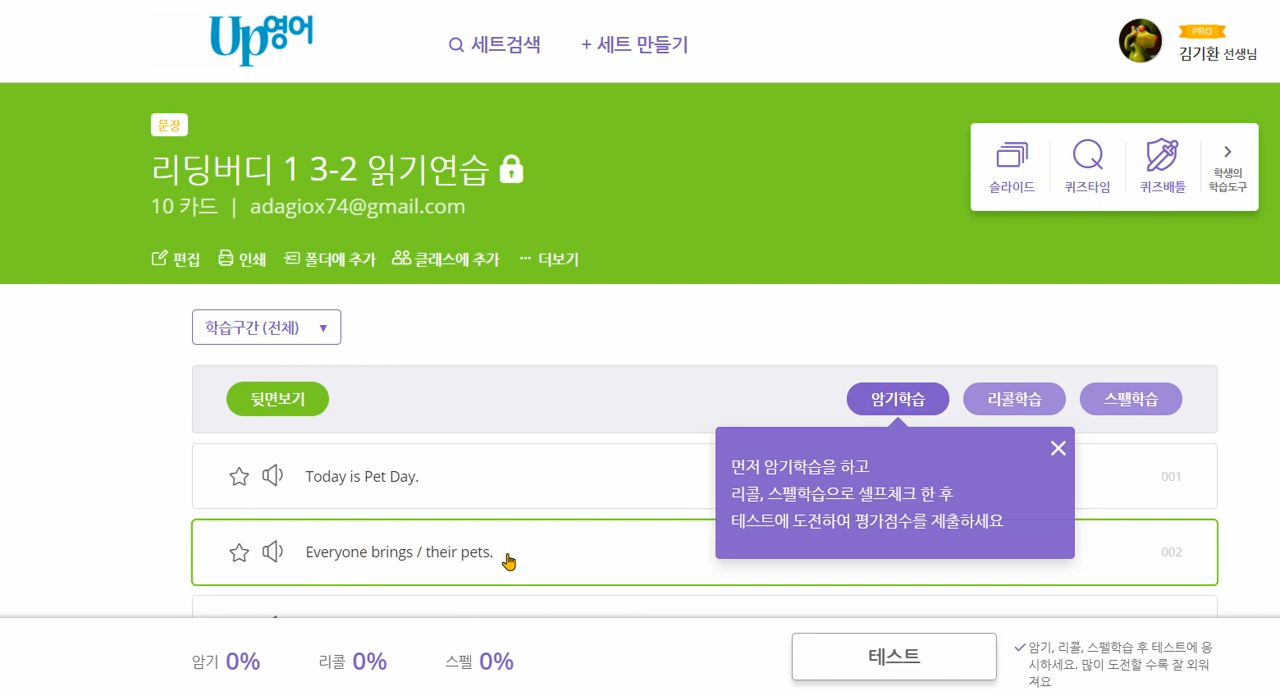 Up영어
세트검색
+ 세트 만들기
PRO
김기환 선생님
문장
리딩버디 1 3-2 읽기연습
10 카드 | adagiox74@gmail.com
편집
인쇄
폴더에 추가
클래스에 추가
··· 더보기
슬라이드
퀴즈타임
퀴즈배틀
학생의
학습도구
학습구간 (전체) ▼
뒷면보기
암기학습
리콜학습
스펠학습
먼저 암기학습을 하고
리콜, 스펠학습으로 셀프체크 한 후
테스트에 도전하여 평가점수를 제출하세요
Today is Pet Day.
001
Everyone brings / their pets.
002
암기 0%
리콜 0%
스펠 0%
테스트
암기, 리콜, 스펠학습 후 테스트에 응
시하세요. 많이 도전할 수록 잘 외워
져요